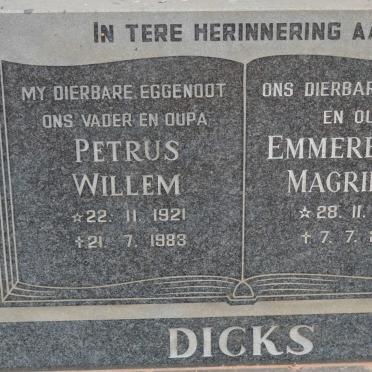 IN TERE HERINNERING AA
MY DIERBARE EGGENOOT
ONS VADER EN OUPA
PETRUS
WILLEM
☆ 22. 11. 1921
† 21. 7. 1983
ONS DIERBAR
EN OU
EMMERE
MAGRI
☆ 28. 11.
† 7. 7.
DICKS